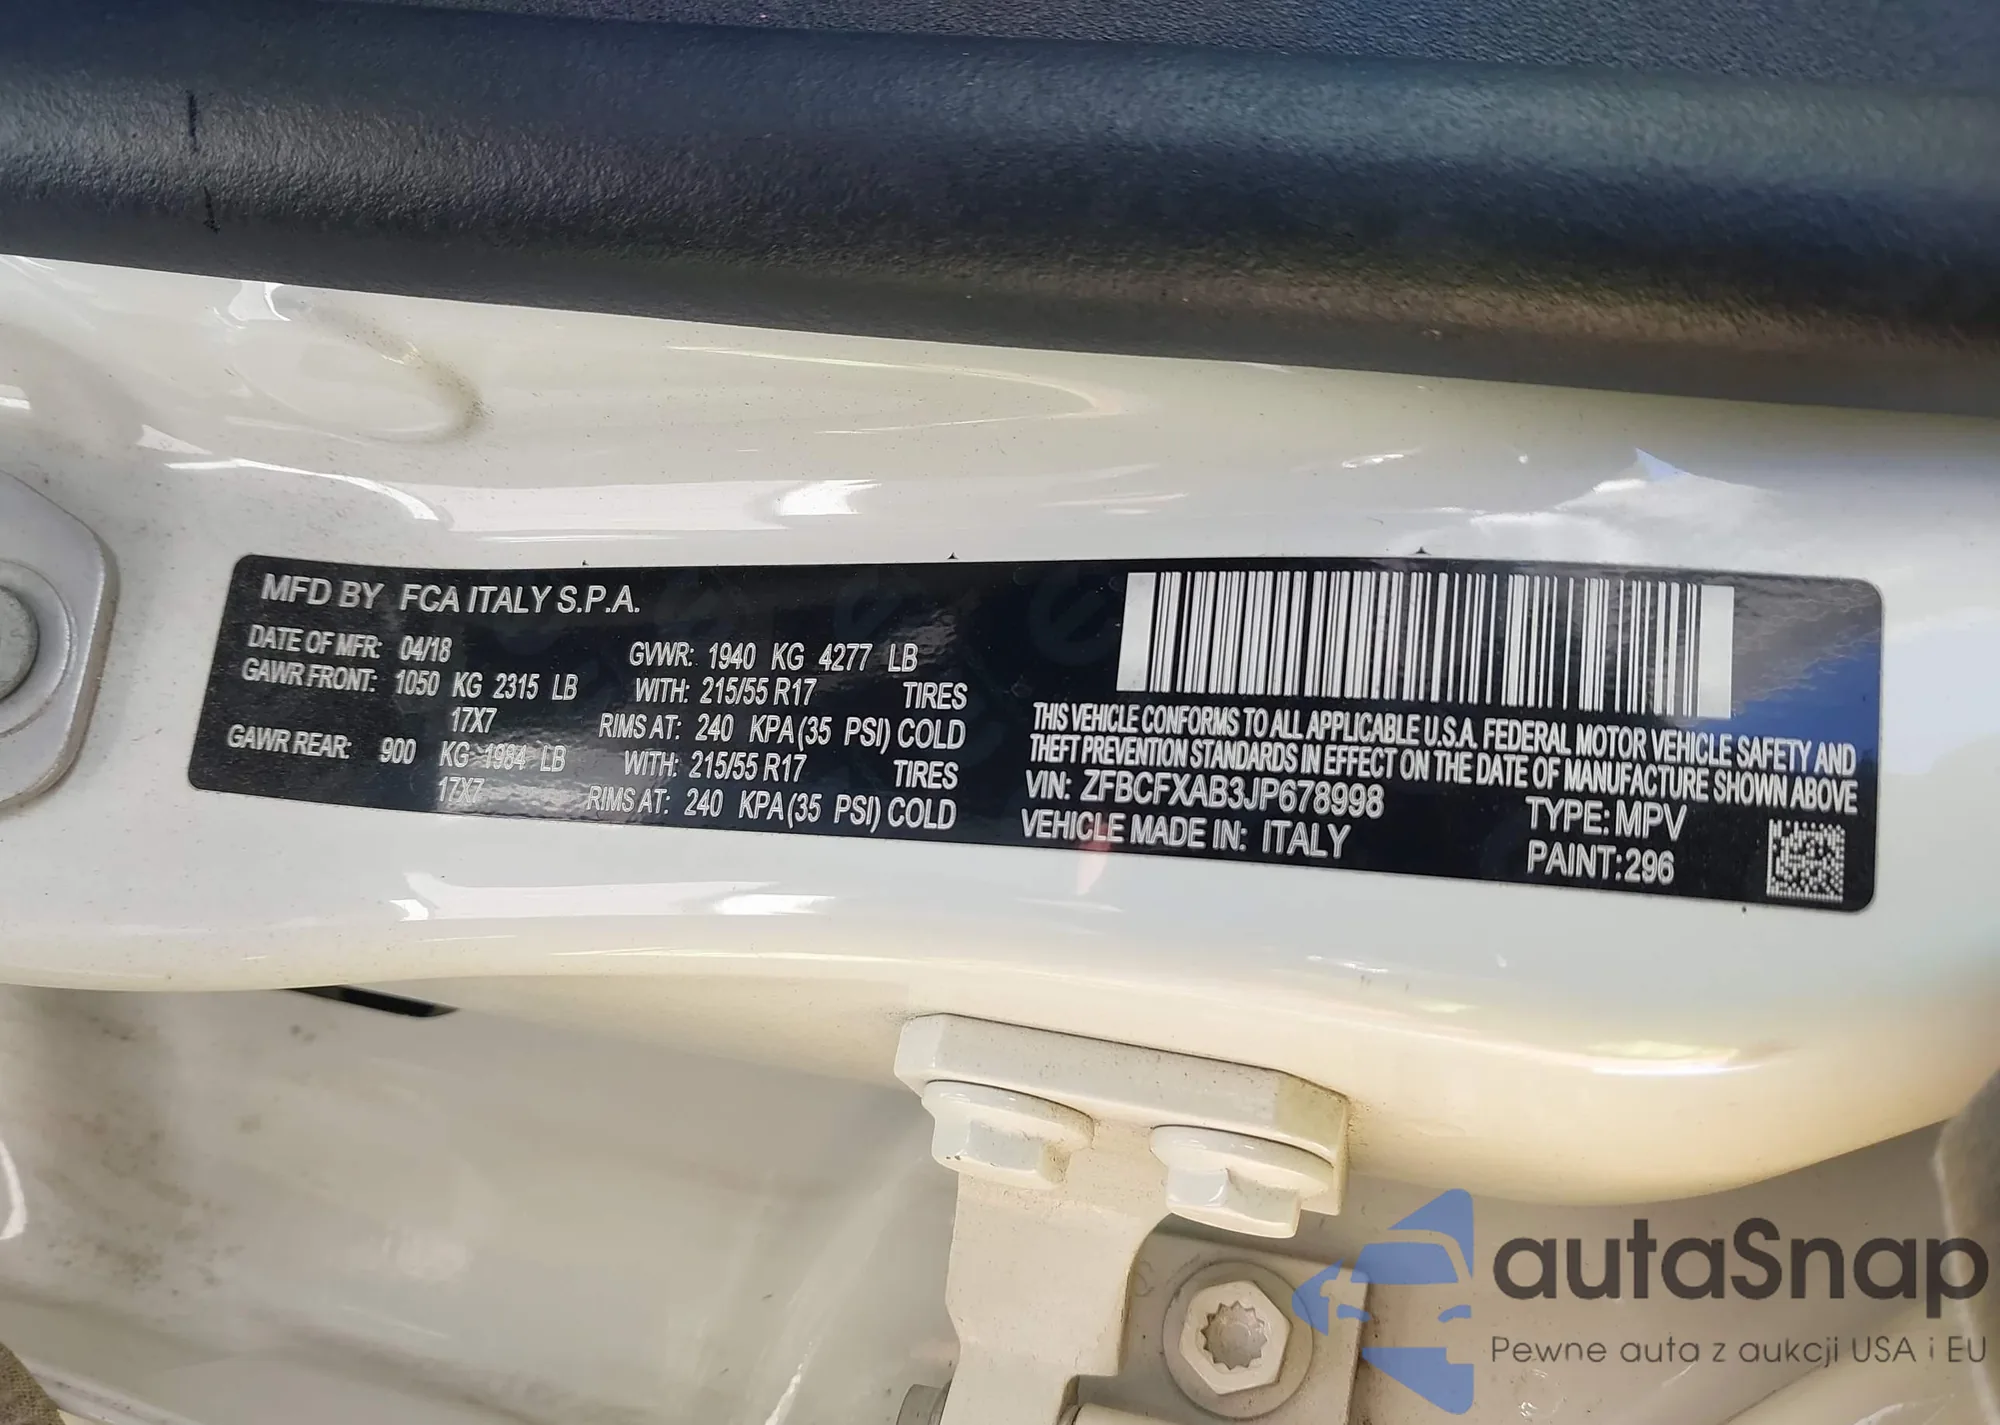 MFD BY FCA ITALY S.P.A.
DATE OF MFR: 04/18 GVWR: 1940 KG 4277 LB
GAWR FRONT: 1050 KG 2315 LB WITH: 215/55 R17 TIRES
17X7 RIMS AT: 240 KPA(35 PSI) COLD
GAWR REAR: 900 KG 1984 LB WITH: 215/55 R17 TIRES
17X7 RIMS AT: 240 KPA(35 PSI) COLD
THIS VEHICLE CONFORMS TO ALL APPLICABLE U.S.A. FEDERAL MOTOR VEHICLE SAFETY AND
THEFT PREVENTION STANDARDS IN EFFECT ON THE DATE OF MANUFACTURE SHOWN ABOVE
VIN: ZFBCFXAB3JP678998 TYPE: MPV
VEHICLE MADE IN: ITALY PAINT:296
autaSnap
Pewne auta z aukcji USA i EU